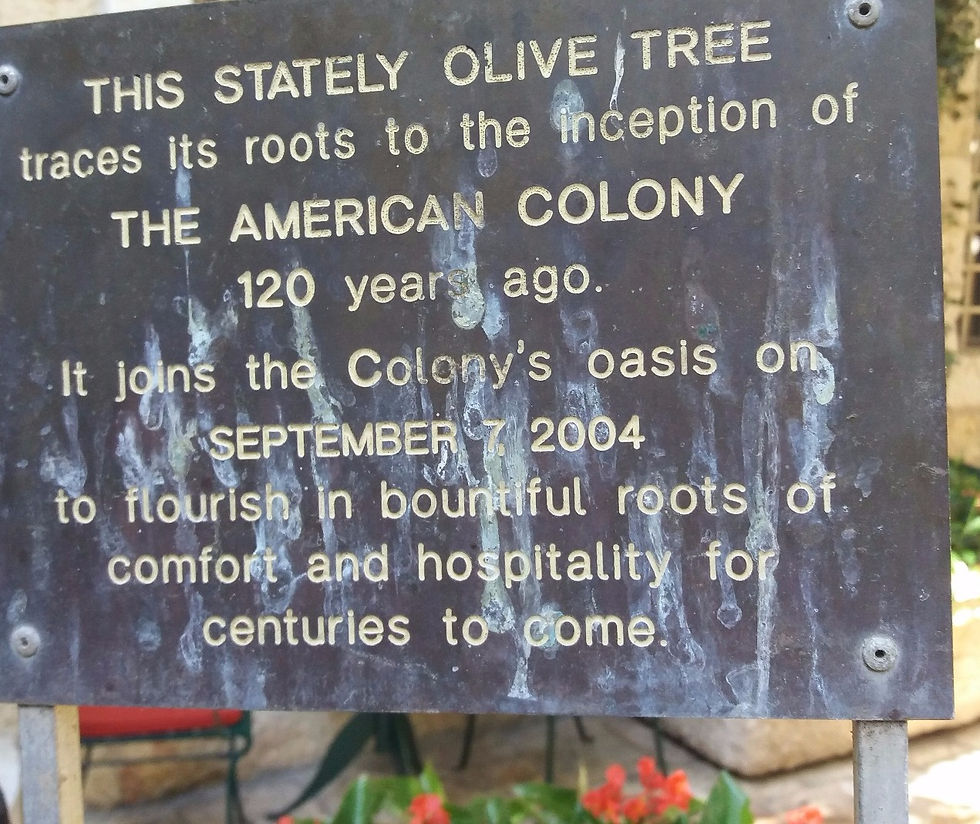 THIS STATELY OLIVE TREE
traces its roots to the inception of
THE AMERICAN COLONY
120 years ago.
It joins the Colony's oasis on
SEPTEMBER 7, 2004
to flourish in bountiful roots of
comfort and hospitality for
centuries to come.